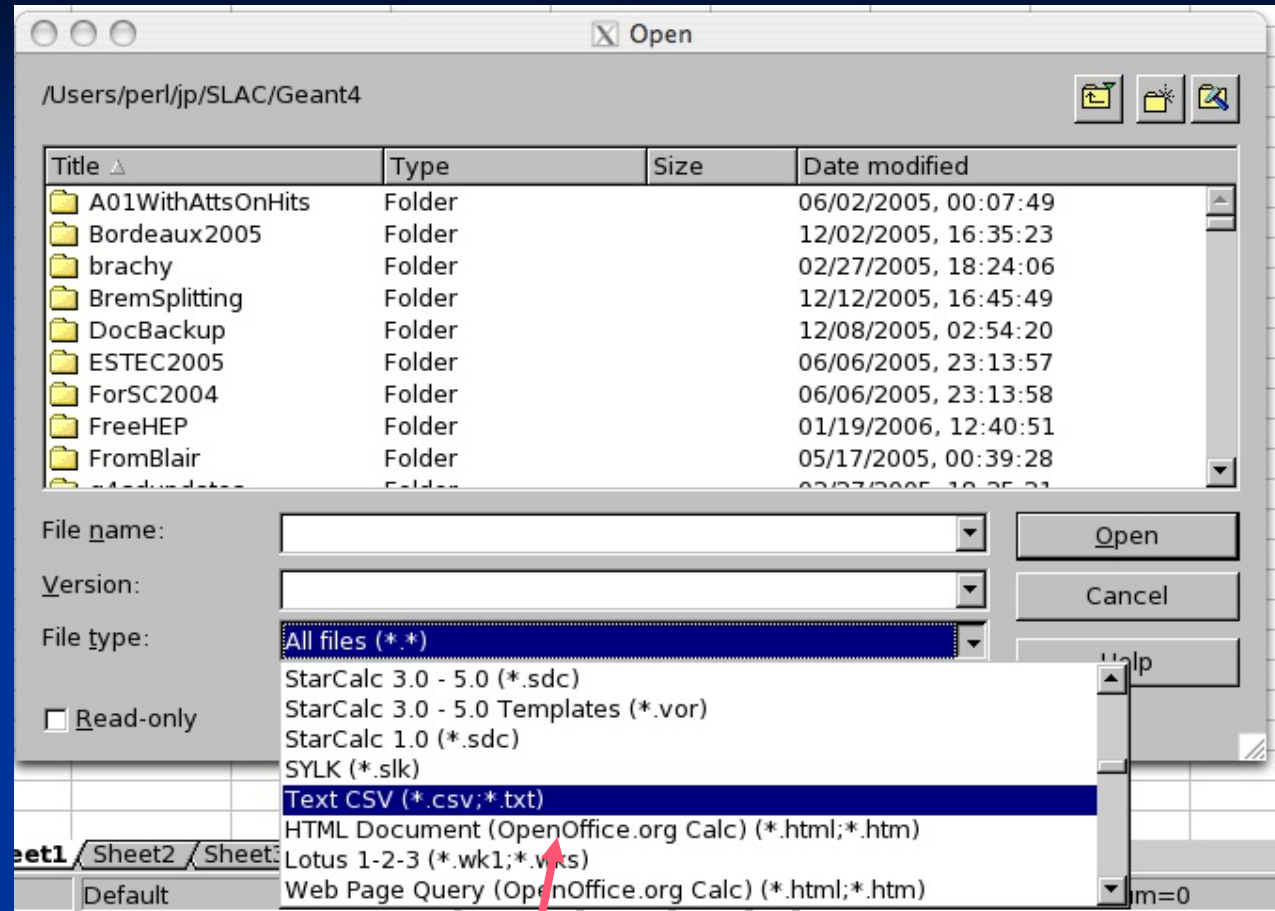 Open
/Users/perl/jp/SLAC/Geant4
Title Type Size Date modified
A01WithAttsOnHits Folder 06/02/2005, 00:07:49
Bordeaux2005 Folder 12/02/2005, 16:35:23
brachy Folder 02/27/2005, 18:24:06
BremSplitting Folder 12/12/2005, 16:45:49
DocBackup Folder 12/08/2005, 02:54:20
ESTEC2005 Folder 06/06/2005, 23:13:57
ForSC2004 Folder 06/06/2005, 23:13:58
FreeHEP Folder 01/19/2006, 12:40:51
FromBlair Folder 05/17/2005, 00:39:28
File name: Open
Version: Cancel
File type: All files (*.*)
Help
StarCalc 3.0 - 5.0 (*.sdc)
StarCalc 3.0 - 5.0 Templates (*.vor)
Read-only
StarCalc 1.0 (*.sdc)
SYLK (*.slk)
Text CSV (*.csv;*.txt)
HTML Document (OpenOffice.org Calc) (*.html;*.htm)
eet1 Sheet2 Sheet3
Lotus 1-2-3 (*.wk1;*.wks)
Default
Web Page Query (OpenOffice.org Calc) (*.html;*.htm)
m=0